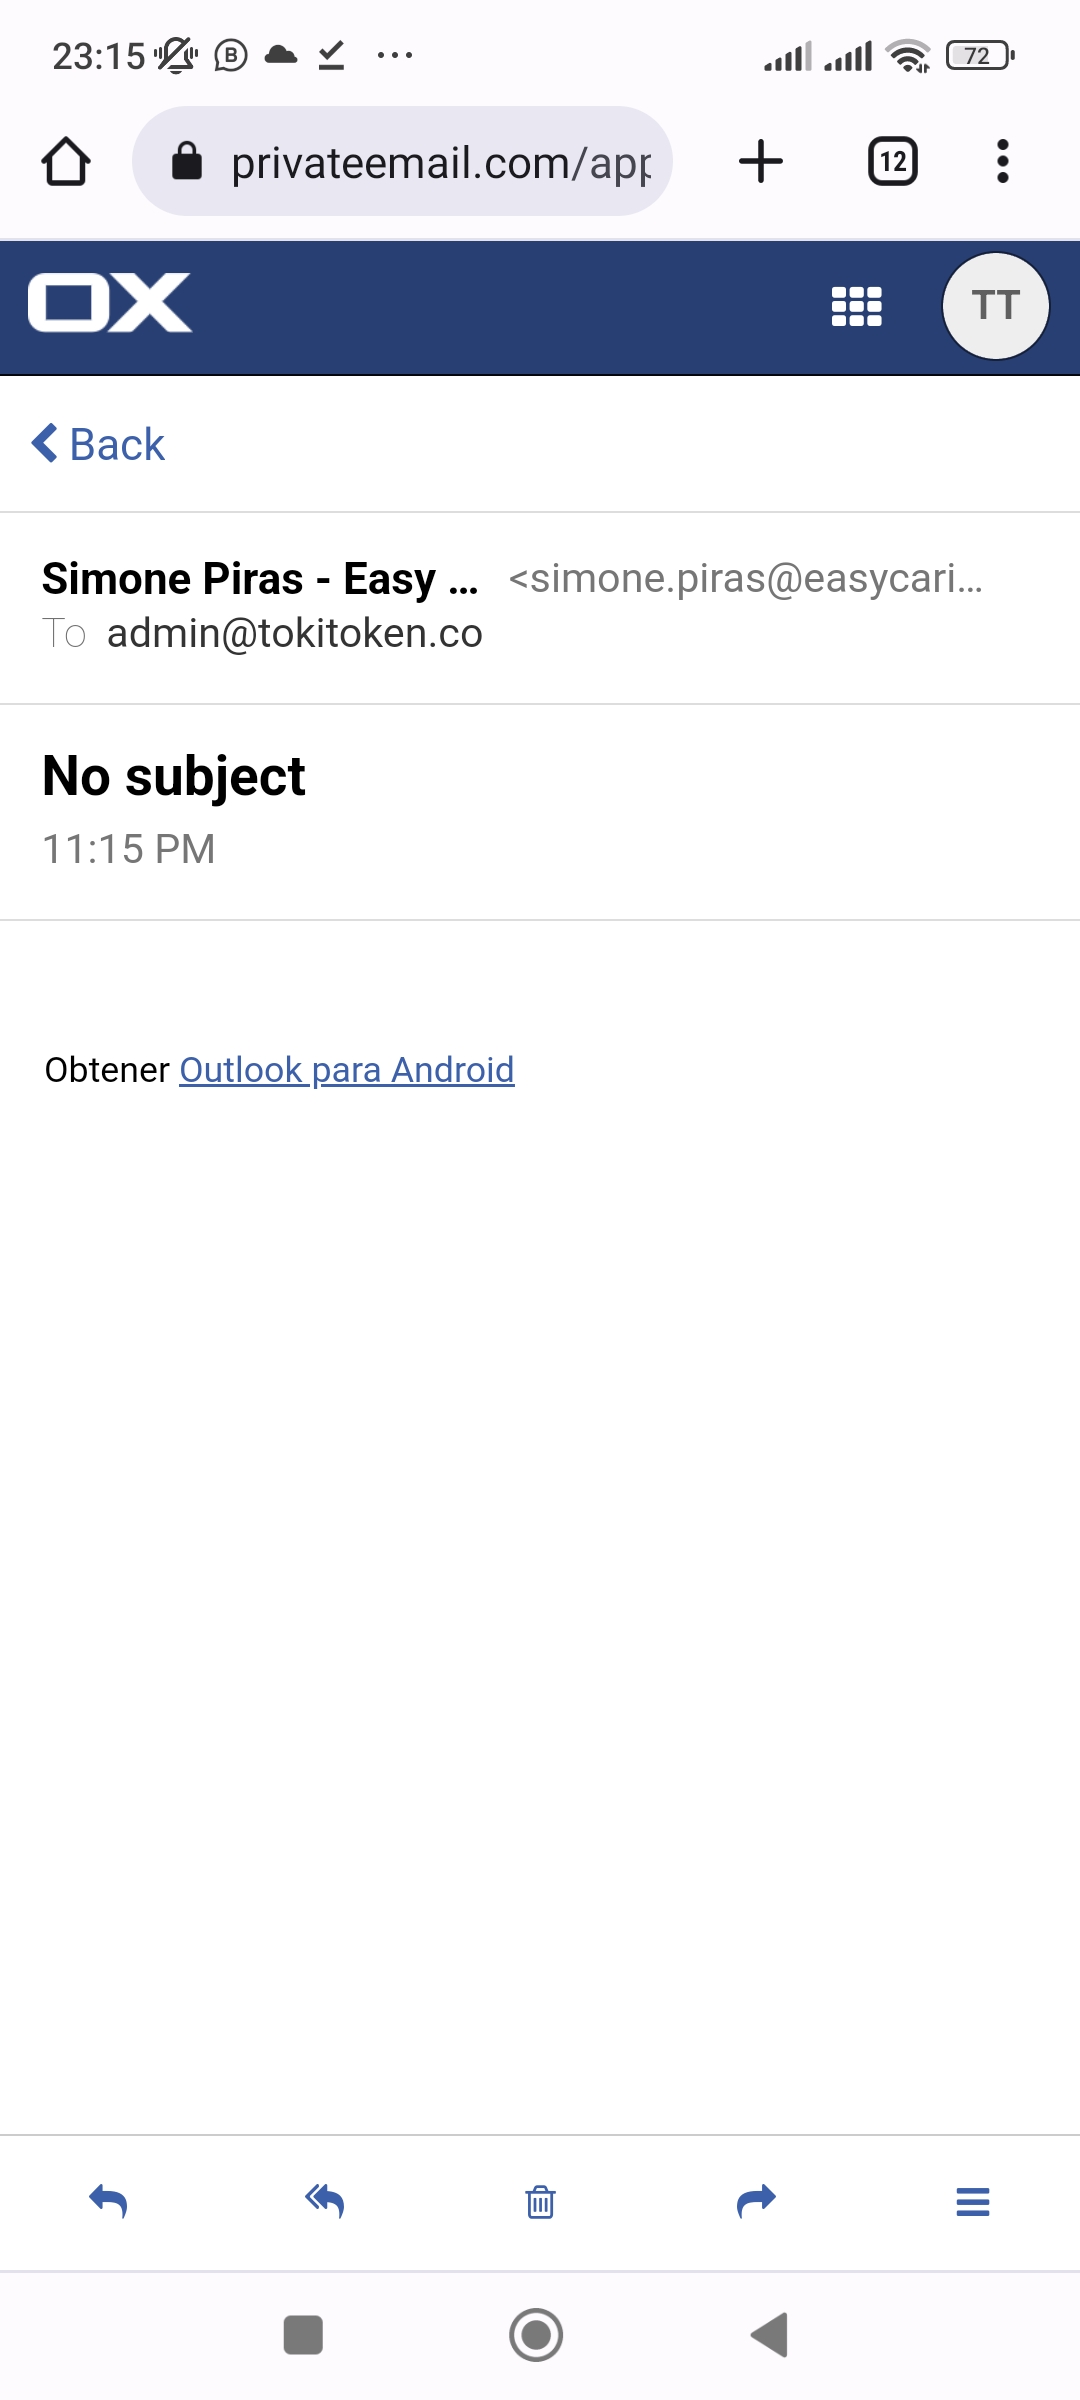 23:15 B ... 72
privateemail.com/app
12
OX
TT
Back
Simone Piras - Easy ... <simone.piras@easycari...
To admin@tokitoken.co
No subject
11:15 PM
Obtener Outlook para Android